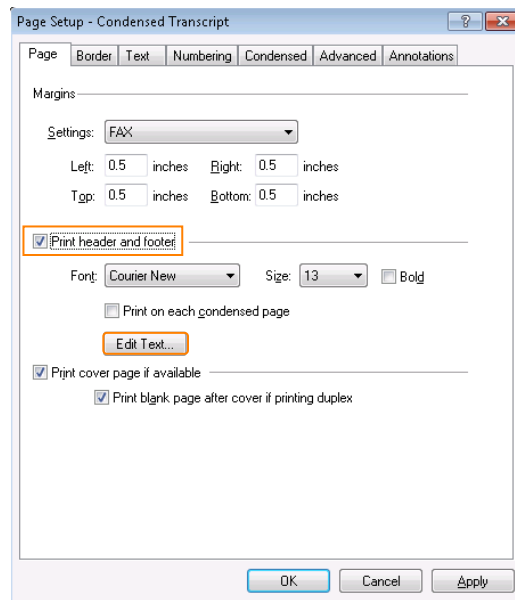 Page Setup - Condensed Transcript
Page Border Text Numbering Condensed Advanced Annotations
Margins
Settings: FAX
Left: 0.5 inches Right: 0.5 inches
Top: 0.5 inches Bottom: 0.5 inches
Print header and footer
Font: Courier New Size: 13 Bold
Print on each condensed page
Edit Text...
Print cover page if available
Print blank page after cover if printing duplex
OK Cancel Apply